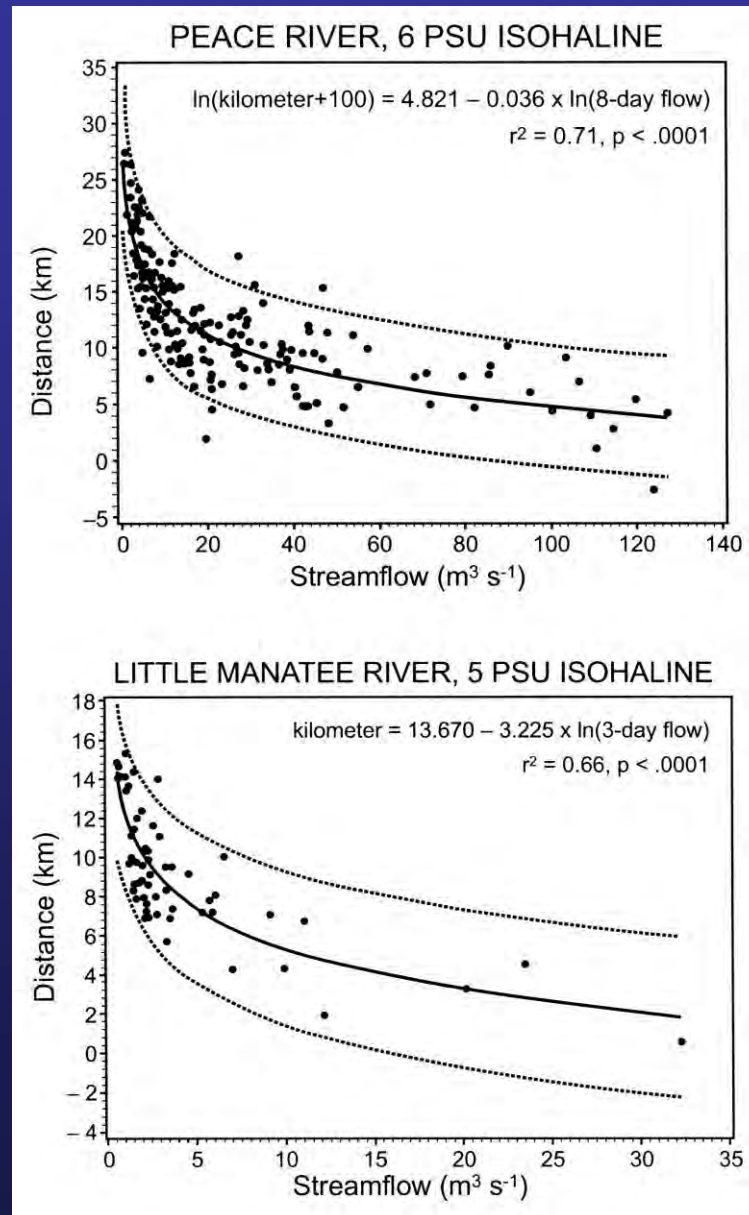 PEACE RIVER, 6 PSU ISOHALINE
ln(kilometer+100) = 4.821 – 0.036 x ln(8-day flow)
r² = 0.71, p < .0001
35
30
25
20
15
10
5
0
–5
Distance (km)
0 20 40 60 80 100 120 140
Streamflow (m³ s⁻¹)
LITTLE MANATEE RIVER, 5 PSU ISOHALINE
kilometer = 13.670 – 3.225 x ln(3-day flow)
r² = 0.66, p < .0001
18
16
14
12
10
8
6
4
2
0
– 2
– 4
Distance (km)
0 5 10 15 20 25 30 35
Streamflow (m³ s⁻¹)